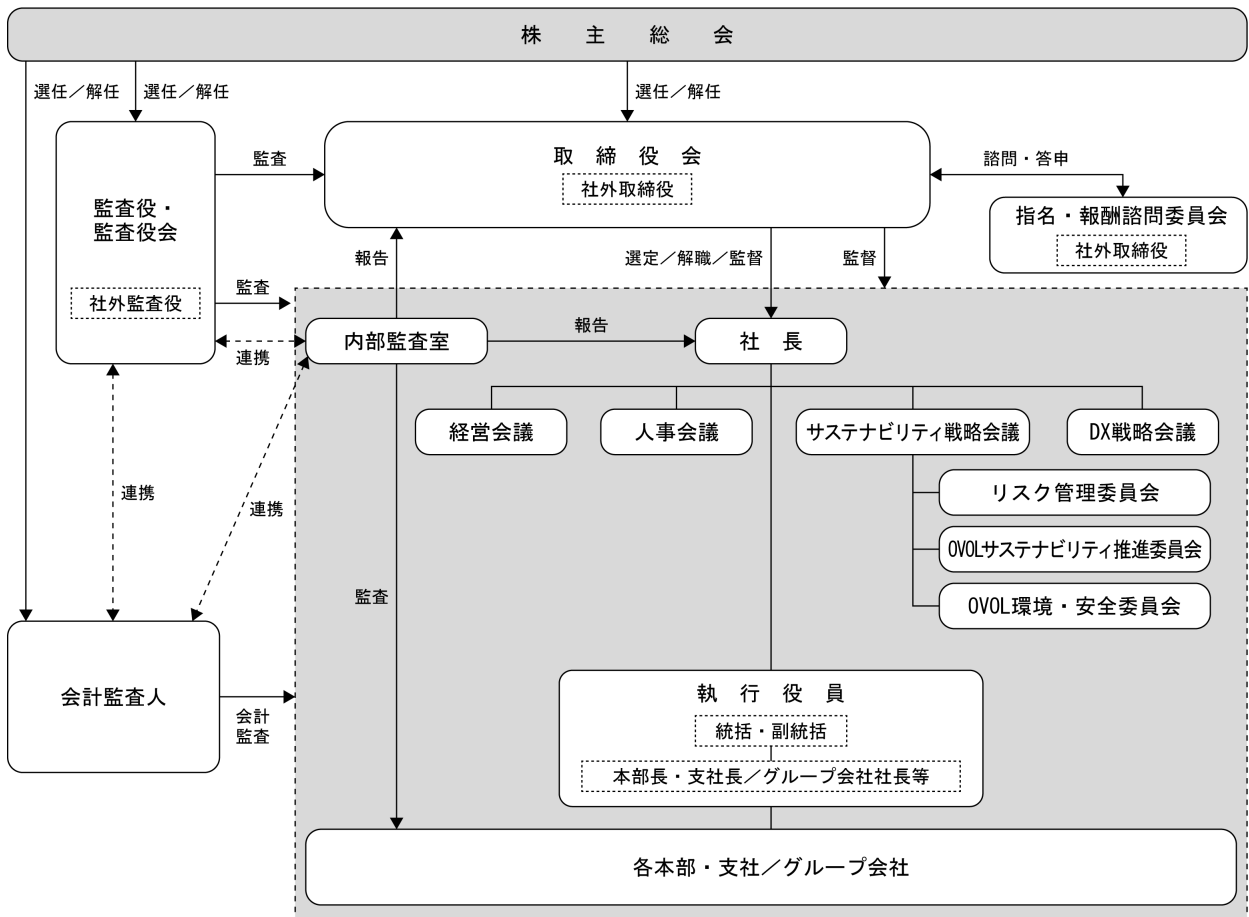 株主総会
選任／解任
選任／解任
選任／解任
取締役会
社外取締役
監査
諮問・答申
監査役・
監査役会
社外監査役
指名・報酬諮問委員会
社外取締役
報告
選定／解職／監督
監督
監査
連携
内部監査室
報告
社長
経営会議
人事会議
サステナビリティ戦略会議
DX戦略会議
リスク管理委員会
OVOLサステナビリティ推進委員会
OVOL環境・安全委員会
連携
連携
監査
会計監査人
会計
監査
執行役員
統括・副統括
本部長・支社長／グループ会社社長等
各本部・支社／グループ会社